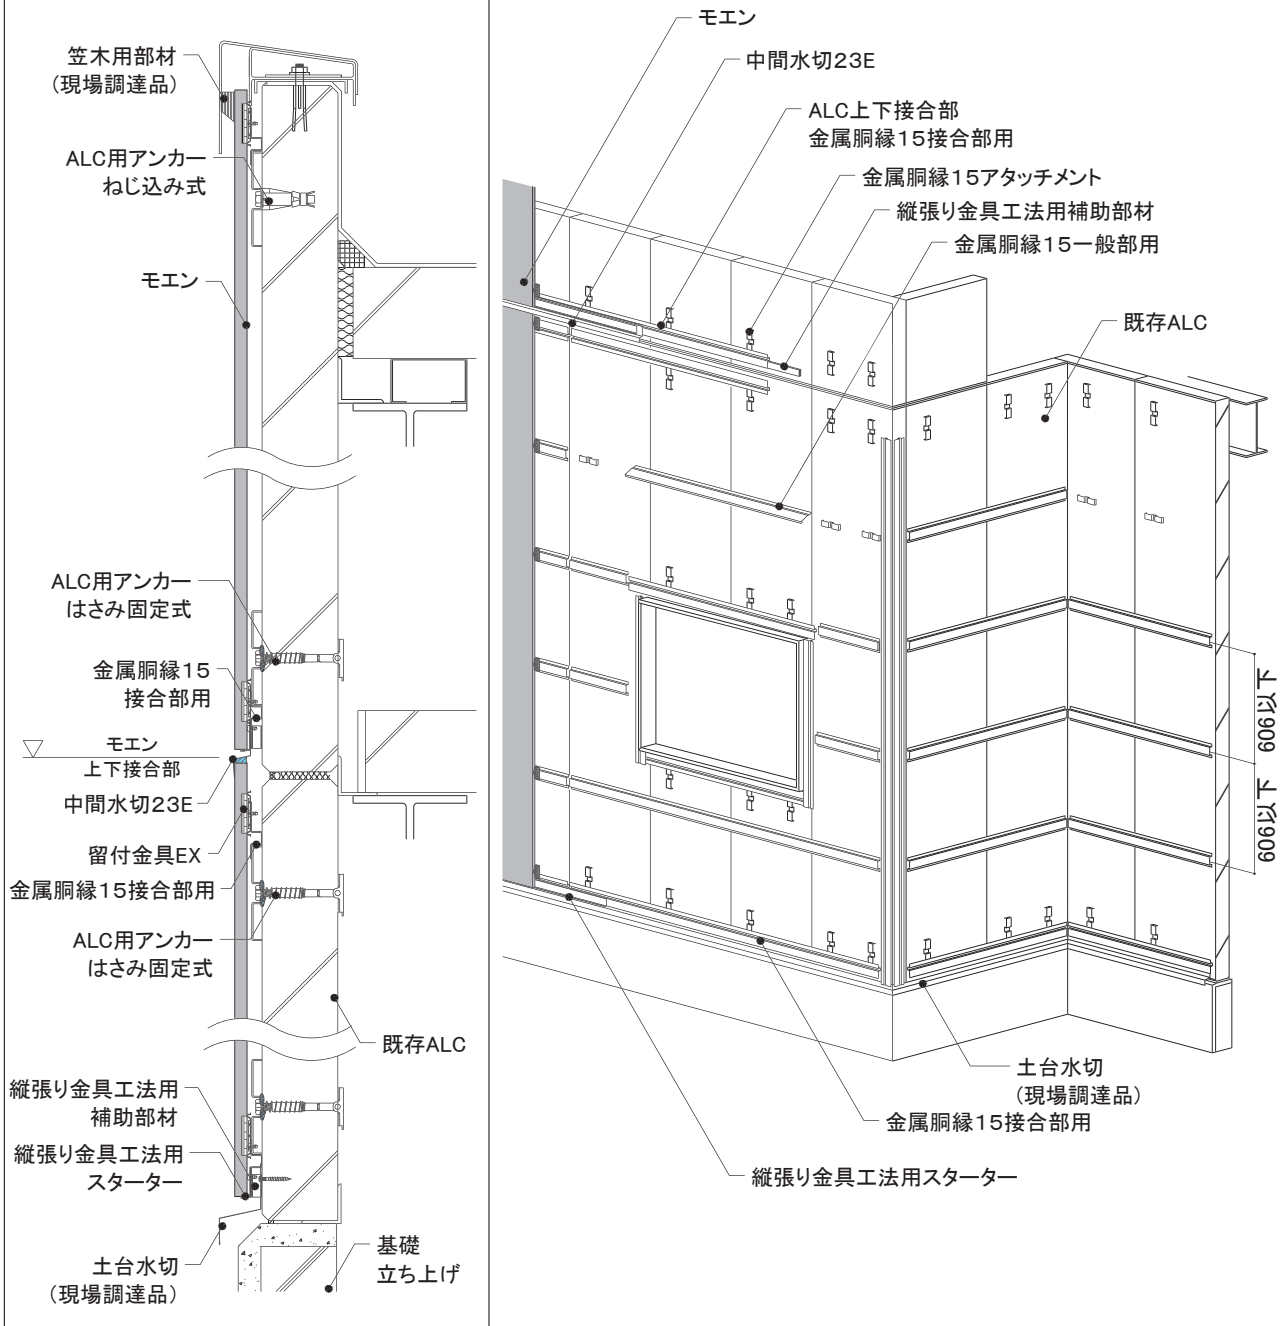 笠木用部材
(現場調達品)
ALC用アンカー
ねじ込み式
モエン
ALC用アンカー
はさみ固定式
金属胴縁15
接合部用
モエン
上下接合部
中間水切23E
留付金具EX
金属胴縁15接合部用
ALC用アンカー
はさみ固定式
既存ALC
縦張り金具工法用
補助部材
縦張り金具工法用
スターター
土台水切
(現場調達品)
基礎
立ち上げ
モエン
中間水切23E
ALC上下接合部
金属胴縁15接合部用
金属胴縁15アタッチメント
縦張り金具工法用補助部材
金属胴縁15一般部用
既存ALC
606以下
606以下
土台水切
(現場調達品)
金属胴縁15接合部用
縦張り金具工法用スターター